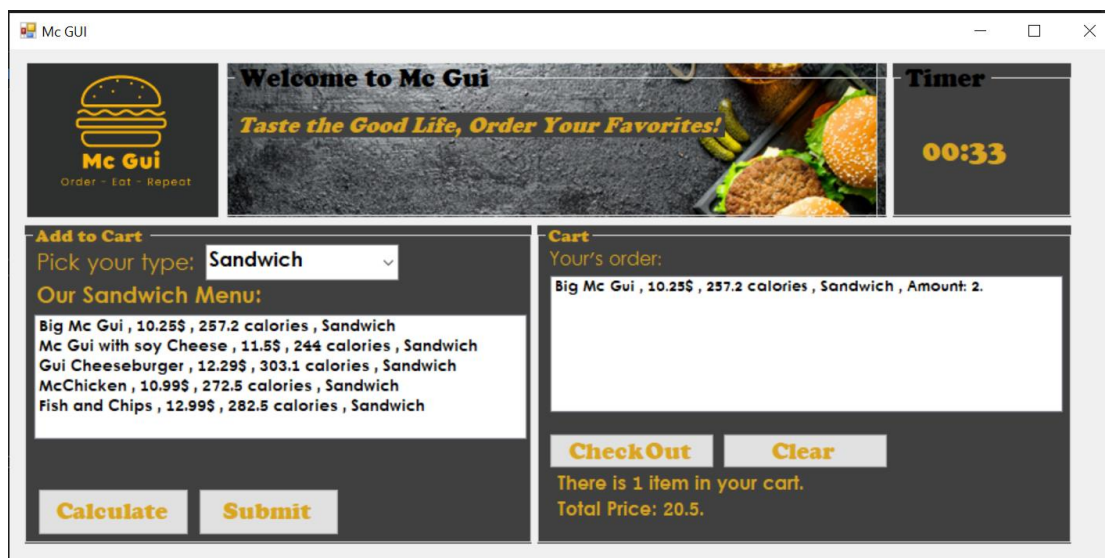 Mc GUI
Mc Gui
Order - Eat - Repeat
Welcome to Mc Gui
Taste the Good Life, Order Your Favorites!
Timer
00:33
Add to Cart
Pick your type: Sandwich
Our Sandwich Menu:
Big Mc Gui , 10.25$ , 257.2 calories , Sandwich
Mc Gui with soy Cheese , 11.5$ , 244 calories , Sandwich
Gui Cheeseburger , 12.29$ , 303.1 calories , Sandwich
McChicken , 10.99$ , 272.5 calories , Sandwich
Fish and Chips , 12.99$ , 282.5 calories , Sandwich
Calculate Submit
Cart
Your's order:
Big Mc Gui , 10.25$ , 257.2 calories , Sandwich , Amount: 2.
CheckOut Clear
There is 1 item in your cart.
Total Price: 20.5.